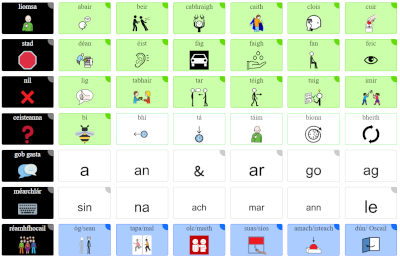 liomsa abair beir cabhraigh caith clois cuir
stad déan éist fág faigh fan feic
níl lig tabhair tar téigh tuig imir
ceisteanna bí bhí tá táim bíonn bheith
gob gasta a an & ar go ag
méarchlár sin na ach mar ann le
réamhfhocail óg/sean tapa/mall olc/maith suas/síos amach/isteach dún/ Oscail